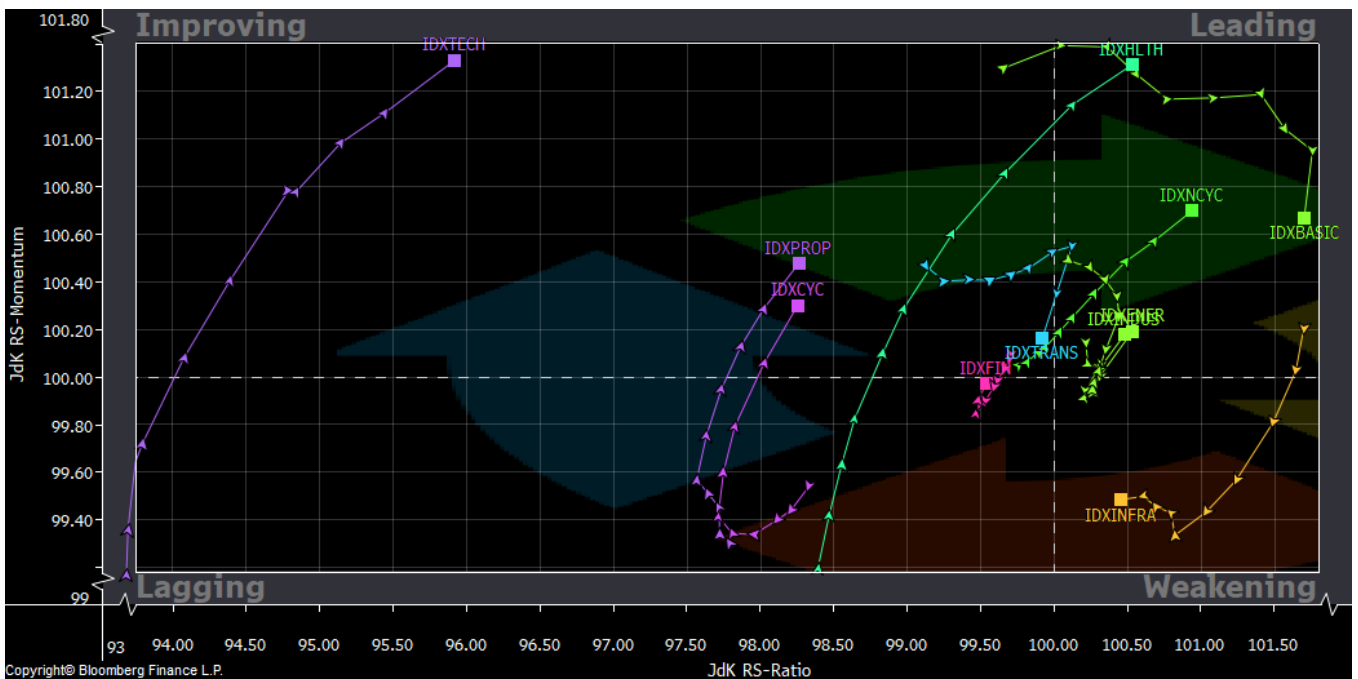 101.80
Improving
Leading
IDXTECH
IDXHLTH
101.20
101.00
100.80
IDXNCYC
100.60
IDXBASIC
IDXPROP
100.40
IDXCYC
100.20
IDXENER
IDXINDUS
IDXTRANS
100.00
IDXFIN
99.80
99.60
99.40
IDXINFRA
99
Lagging
Weakening
JdK RS-Momentum
93
94.00
94.50
95.00
95.50
96.00
96.50
97.00
97.50
98.00
98.50
99.00
99.50
100.00
100.50
101.00
101.50
Copyright© Bloomberg Finance L.P.
JdK RS-Ratio